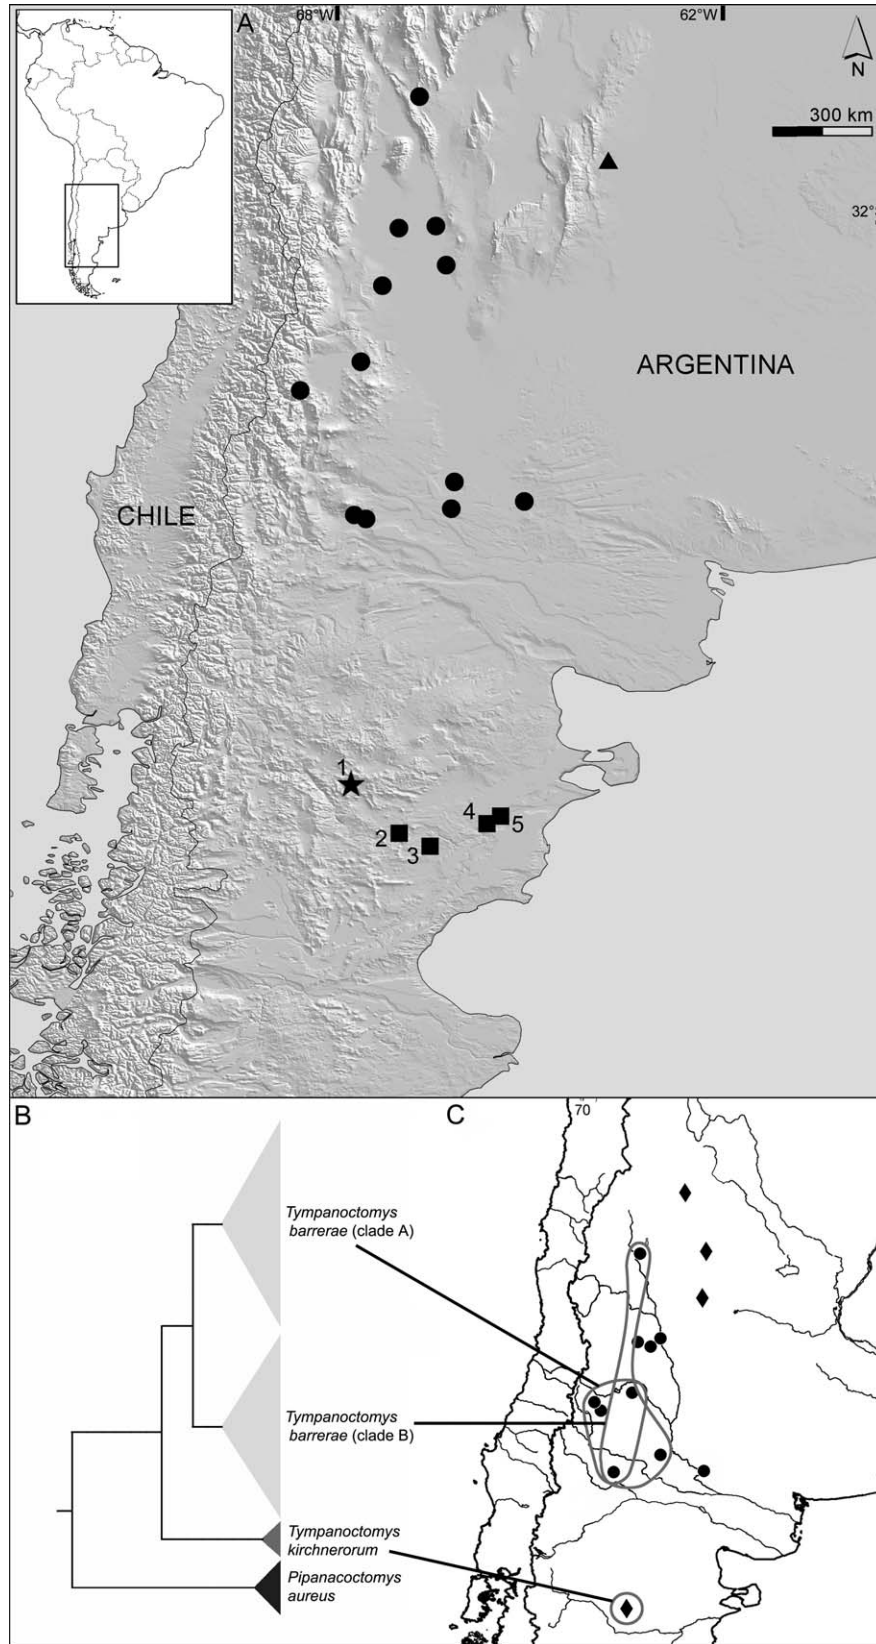 A
68°W
62°W
N
300 km
32°
ARGENTINA
CHILE
1
2
3
4
5
B
C
70°
Tympanoctomys
barrerae (clade A)
Tympanoctomys
barrerae (clade B)
Tympanoctomys
kirchnerorum
Pipanacoctomys
aureus